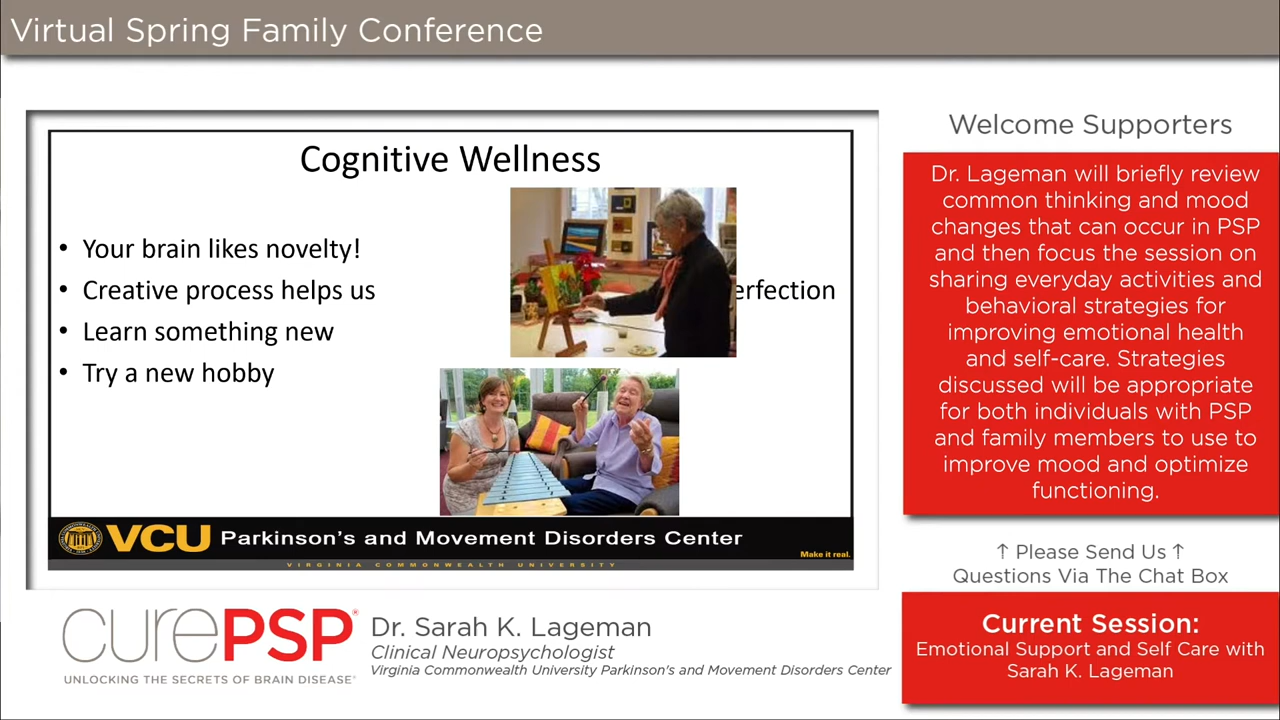 Virtual Spring Family Conference
Cognitive Wellness
• Your brain likes novelty!
• Creative process helps us erfection
• Learn something new
• Try a new hobby
VCU Parkinson's and Movement Disorders Center
Make it real.
VIRGINIA COMMONWEALTH UNIVERSITY
curePSP®
UNLOCKING THE SECRETS OF BRAIN DISEASE®
Dr. Sarah K. Lageman
Clinical Neuropsychologist
Virginia Commonwealth University Parkinson's and Movement Disorders Center
Welcome Supporters
Dr. Lageman will briefly review
common thinking and mood
changes that can occur in PSP
and then focus the session on
sharing everyday activities and
behavioral strategies for
improving emotional health
and self-care. Strategies
discussed will be appropriate
for both individuals with PSP
and family members to use to
improve mood and optimize
functioning.
↑ Please Send Us ↑
Questions Via The Chat Box
Current Session:
Emotional Support and Self Care with
Sarah K. Lageman